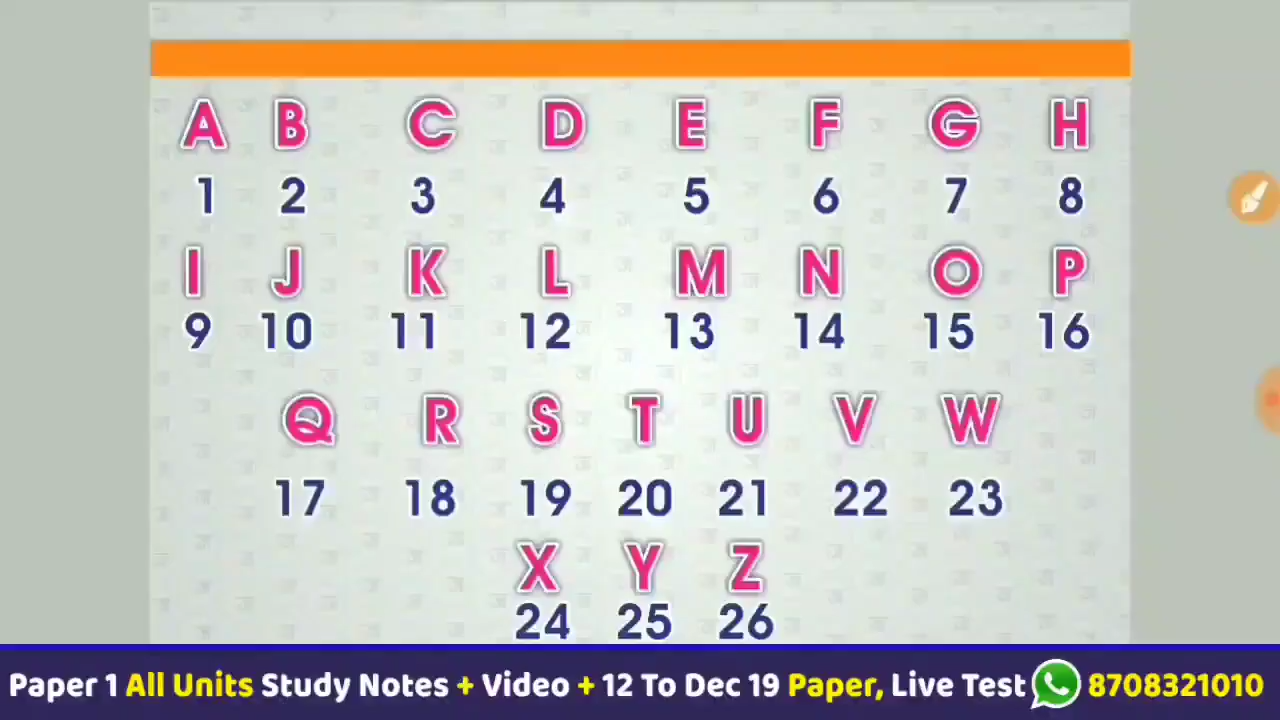 A B C D E F G H
1 2 3 4 5 6 7 8
I J K L M N O P
9 10 11 12 13 14 15 16
Q R S T U V W
17 18 19 20 21 22 23
X Y Z
24 25 26
Paper 1 All Units Study Notes + Video + 12 To Dec 19 Paper, Live Test 8708321010